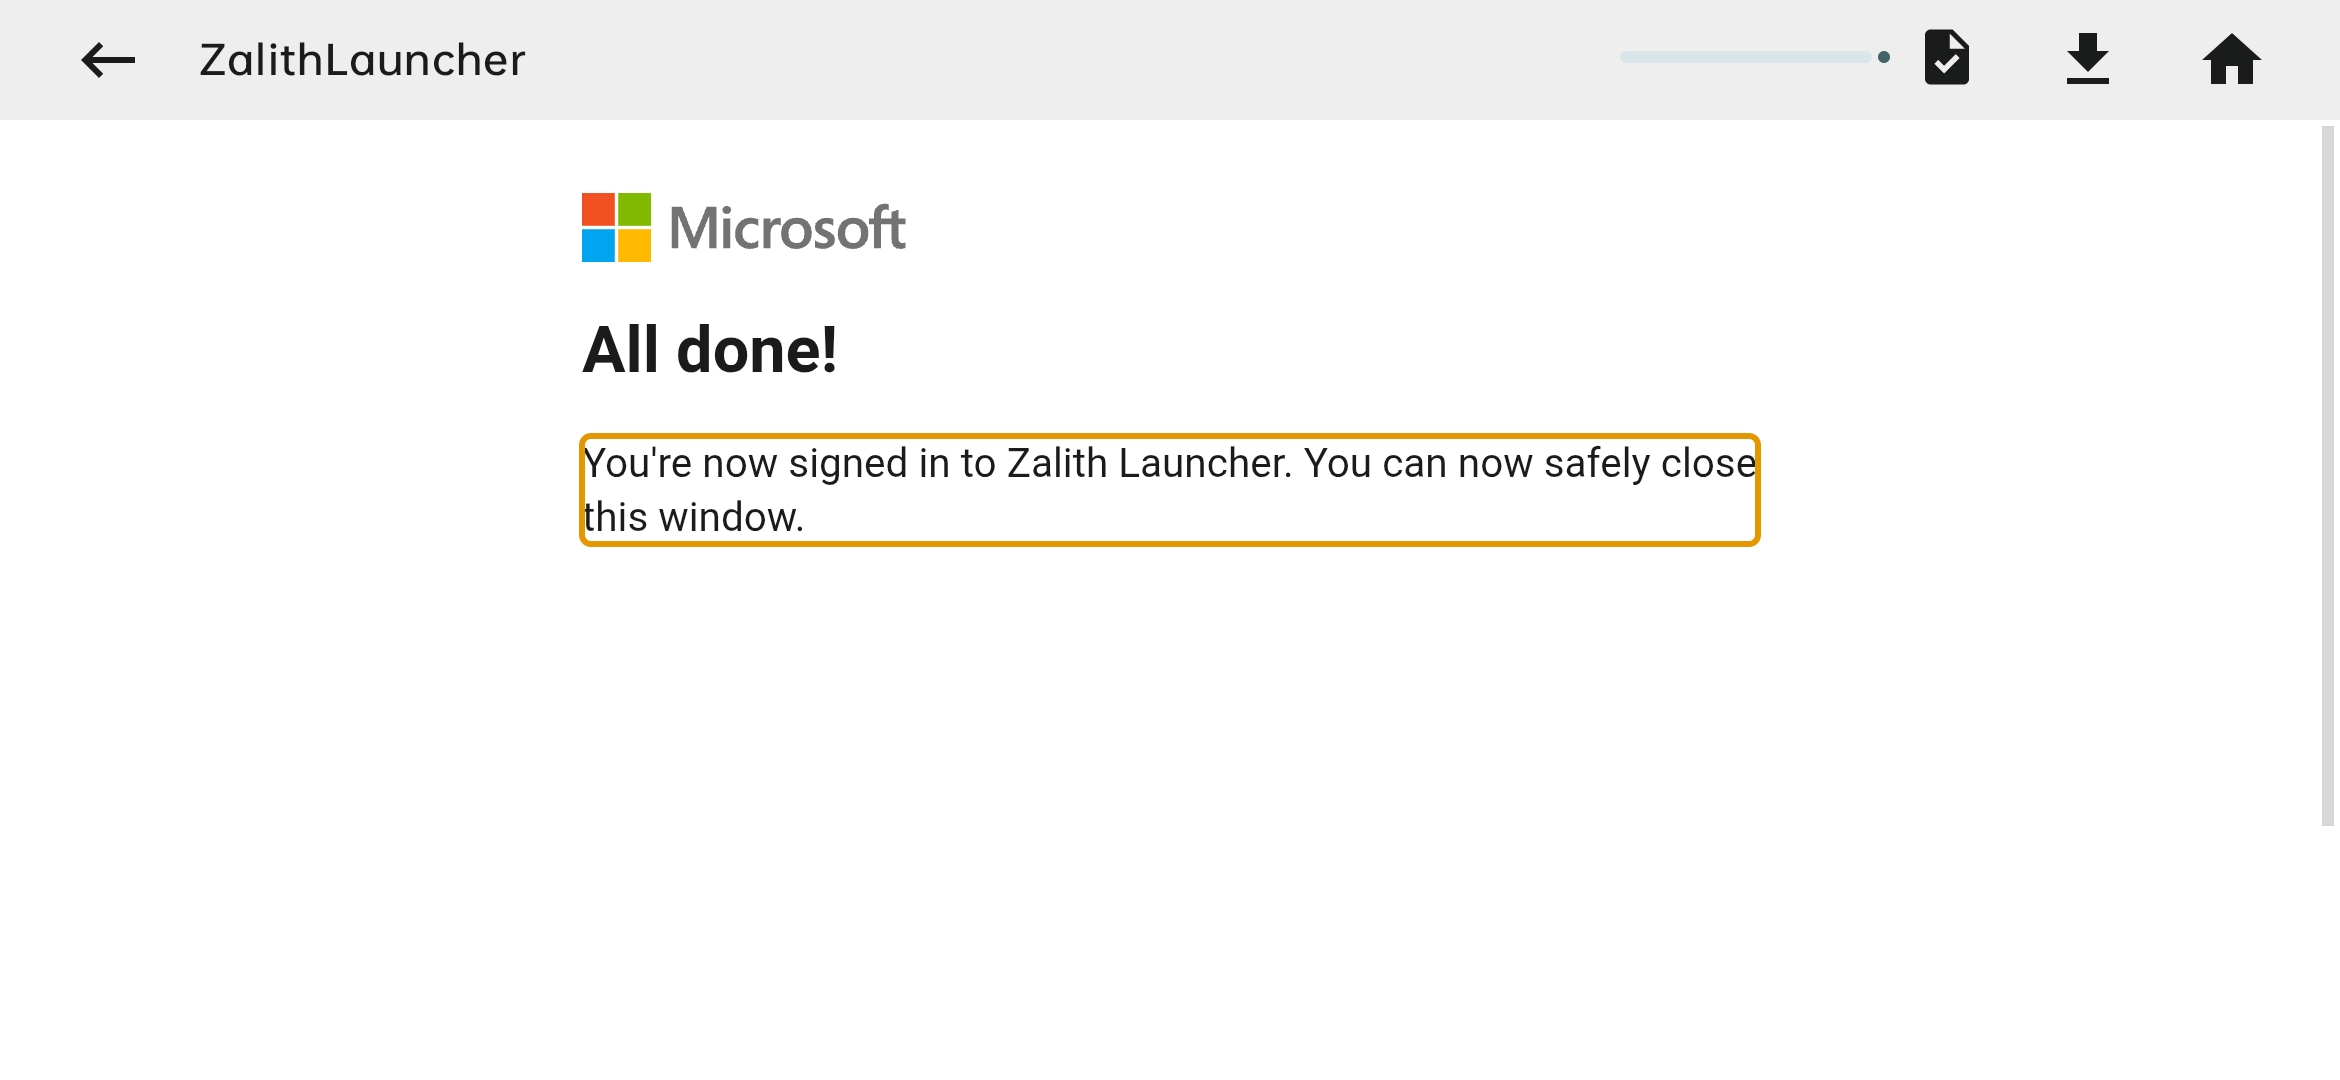 ZalithLauncher
Microsoft
All done!
You're now signed in to Zalith Launcher. You can now safely close
this window.